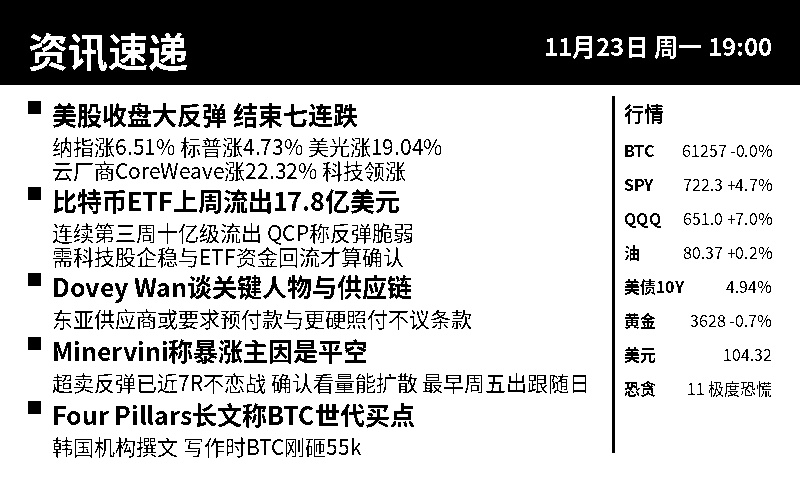 资讯速递
11月23日 周一 19:00
美股收盘大反弹 结束七连跌
纳指涨6.51% 标普涨4.73% 美光涨19.04%
云厂商CoreWeave涨22.32% 科技领涨
比特币ETF上周流出17.8亿美元
连续第三周十亿级流出 QCP称反弹脆弱
需科技股企稳与ETF资金回流才算确认
Dovey Wan谈关键人物与供应链
东亚供应商或要求预付款与更硬照付不议条款
Minervini称暴涨主因是平空
超卖反弹已近7R不恋战 确认看量能扩散 最早周五出跟随日
Four Pillars长文称BTC世代买点
韩国机构撰文 写作时BTC刚砸55k
行情
BTC 61257 -0.0%
SPY 722.3 +4.7%
QQQ 651.0 +7.0%
油 80.37 +0.2%
美债10Y 4.94%
黄金 3628 -0.7%
美元 104.32
恐贪 11 极度恐慌